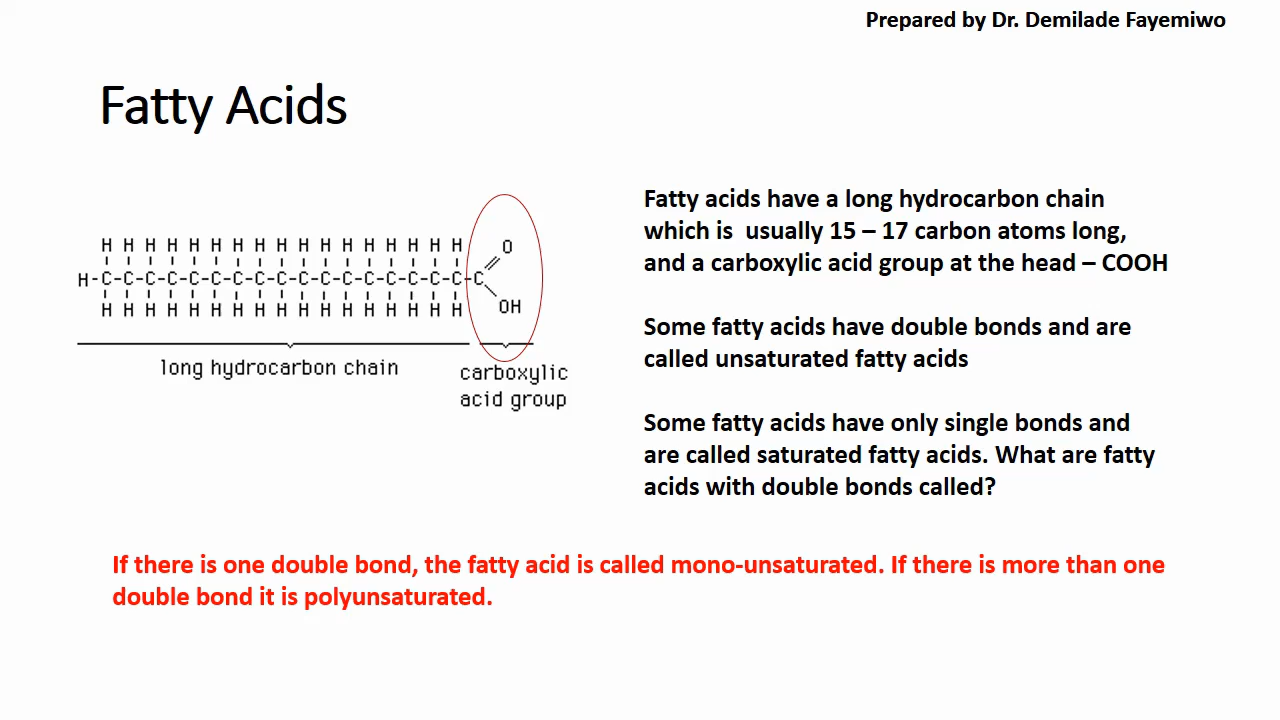 Prepared by Dr. Demilade Fayemiwo
Fatty Acids
H H H H H H H H H H H H H H H H H O
H-C-C-C-C-C-C-C-C-C-C-C-C-C-C-C-C-C-C
H H H H H H H H H H H H H H H H H OH
long hydrocarbon chain
carboxylic
acid group
Fatty acids have a long hydrocarbon chain
which is usually 15 – 17 carbon atoms long,
and a carboxylic acid group at the head – COOH
Some fatty acids have double bonds and are
called unsaturated fatty acids
Some fatty acids have only single bonds and
are called saturated fatty acids. What are fatty
acids with double bonds called?
If there is one double bond, the fatty acid is called mono-unsaturated. If there is more than one
double bond it is polyunsaturated.